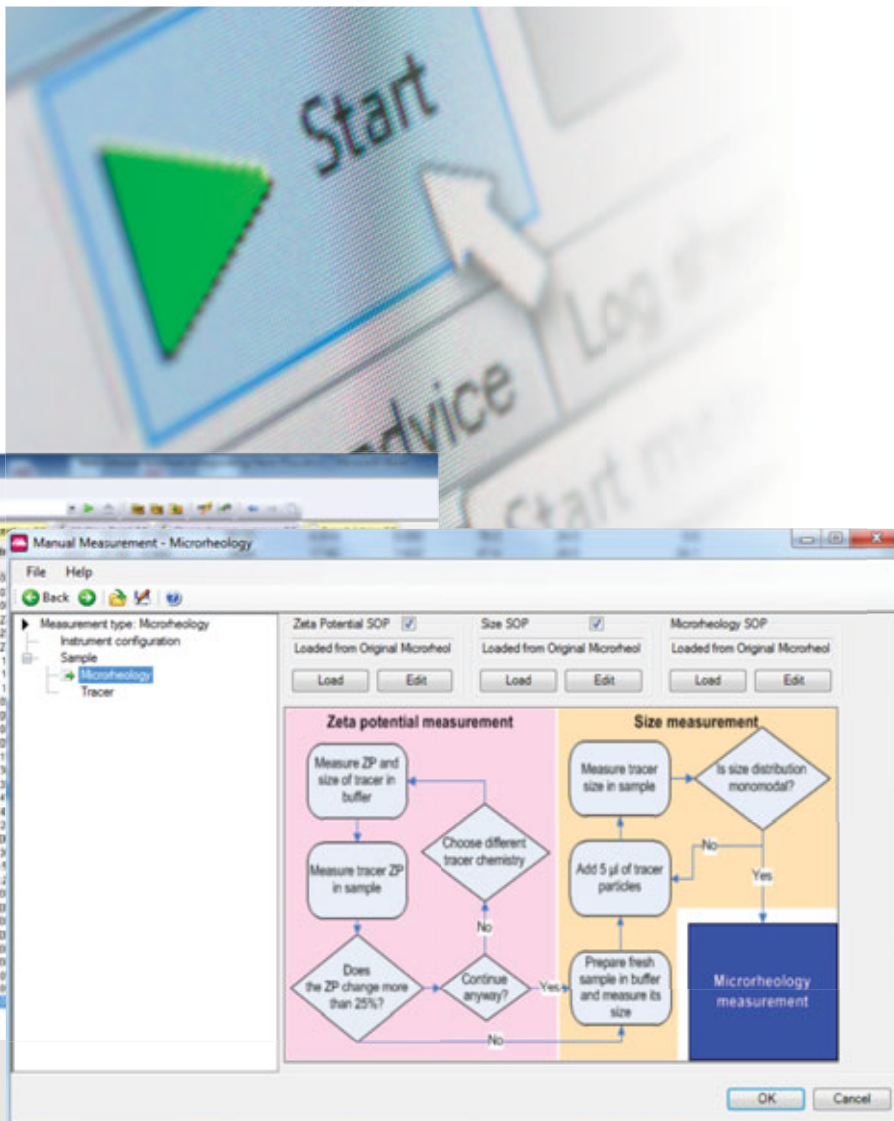 Start
advice
Log
Start
Manual Measurement - Microrheology
File Help
Back
Measurement type: Microrheology
Instrument configuration
Sample
Microrheology
Tracer
Zeta Potential SOP
Size SOP
Microrheology SOP
Loaded from Original Microrheol
Loaded from Original Microrheol
Loaded from Original Microrheol
Load Edit
Load Edit
Load Edit
Zeta potential measurement
Measure ZP and
size of tracer in
buffer
Measure tracer ZP
in sample
Does
the ZP change more
than 25%?
Choose different
tracer chemistry
No
Continue
anyway?
Yes
No
Size measurement
Measure tracer
size in sample
Is size distribution
monomodal?
No
Yes
Add 5 µl of tracer
particles
Prepare fresh
sample in buffer
and measure its
size
Microrheology
measurement
OK
Cancel